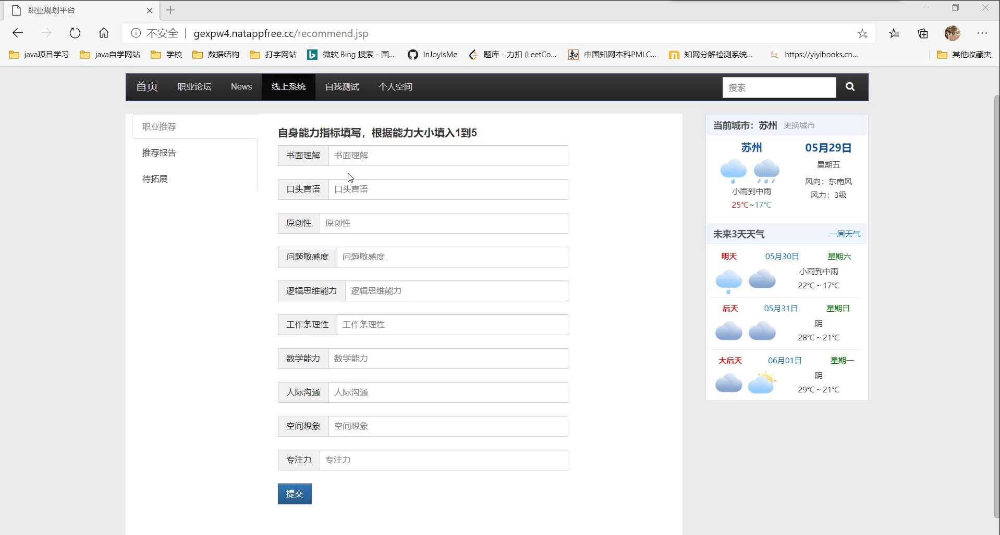 职业规划平台
不安全 | gexpw4.natappfree.cc/recommend.jsp
java项目学习 java自学网站 学校 数据结构 打字网站 微软 Bing 搜索 - 国... InJoyIsMe 题库 - 力扣 (LeetCo... 中国知网本科PMLC... 知网分解检测系统... https://yiyibooks.cn... 其他收藏夹
首页 职业论坛 News 线上系统 自我测试 个人空间 搜索
职业推荐
推荐报告
待拓展
自身能力指标填写，根据能力大小填入1到5
书面理解 书面理解
口头言语 口头言语
原创性 原创性
问题敏感度 问题敏感度
逻辑思维能力 逻辑思维能力
工作条理性 工作条理性
数学能力 数学能力
人际沟通 人际沟通
空间想象 空间想象
专注力 专注力
提交
当前城市：苏州 更换城市
苏州 05月29日
星期五
风向：东南风
小雨到中雨
风力：3级
25℃~17℃
未来3天天气 一周天气
明天 05月30日 星期六
小雨到中雨
22℃ ~ 17℃
后天 05月31日 星期日
阴
28℃ ~ 21℃
大后天 06月01日 星期一
阴
29℃ ~ 21℃